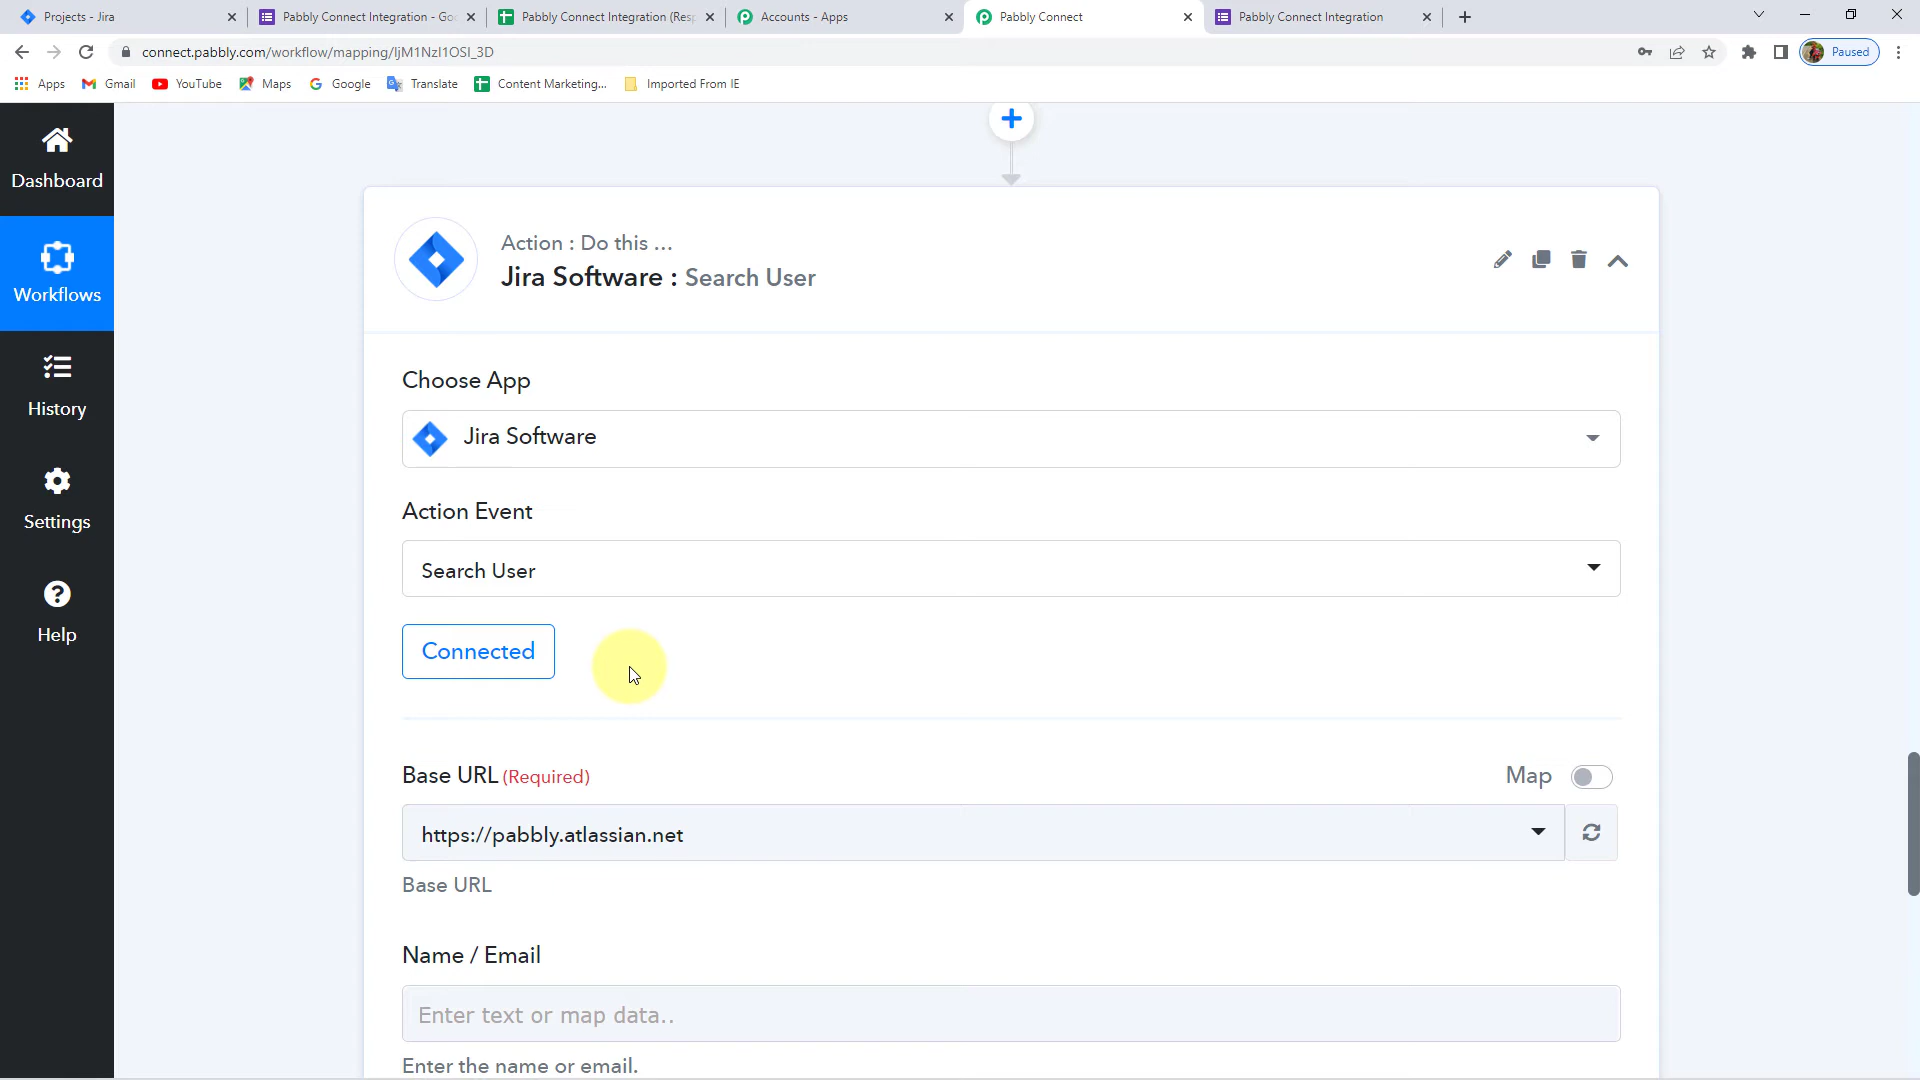 Projects - Jira
Pabbly Connect Integration - Goo
Pabbly Connect Integration (Resp
Accounts - Apps
Pabbly Connect
Pabbly Connect Integration
connect.pabbly.com/workflow/mapping/IjM1NzI1OSI_3D
Paused
Apps
Gmail
YouTube
Maps
Google
Translate
Content Marketing...
Imported From IE
Dashboard
Workflows
History
Settings
Help
Action : Do this ...
Jira Software : Search User
Choose App
Jira Software
Action Event
Search User
Connected
Base URL (Required)
Map
https://pabbly.atlassian.net
Base URL
Name / Email
Enter text or map data..
Enter the name or email.